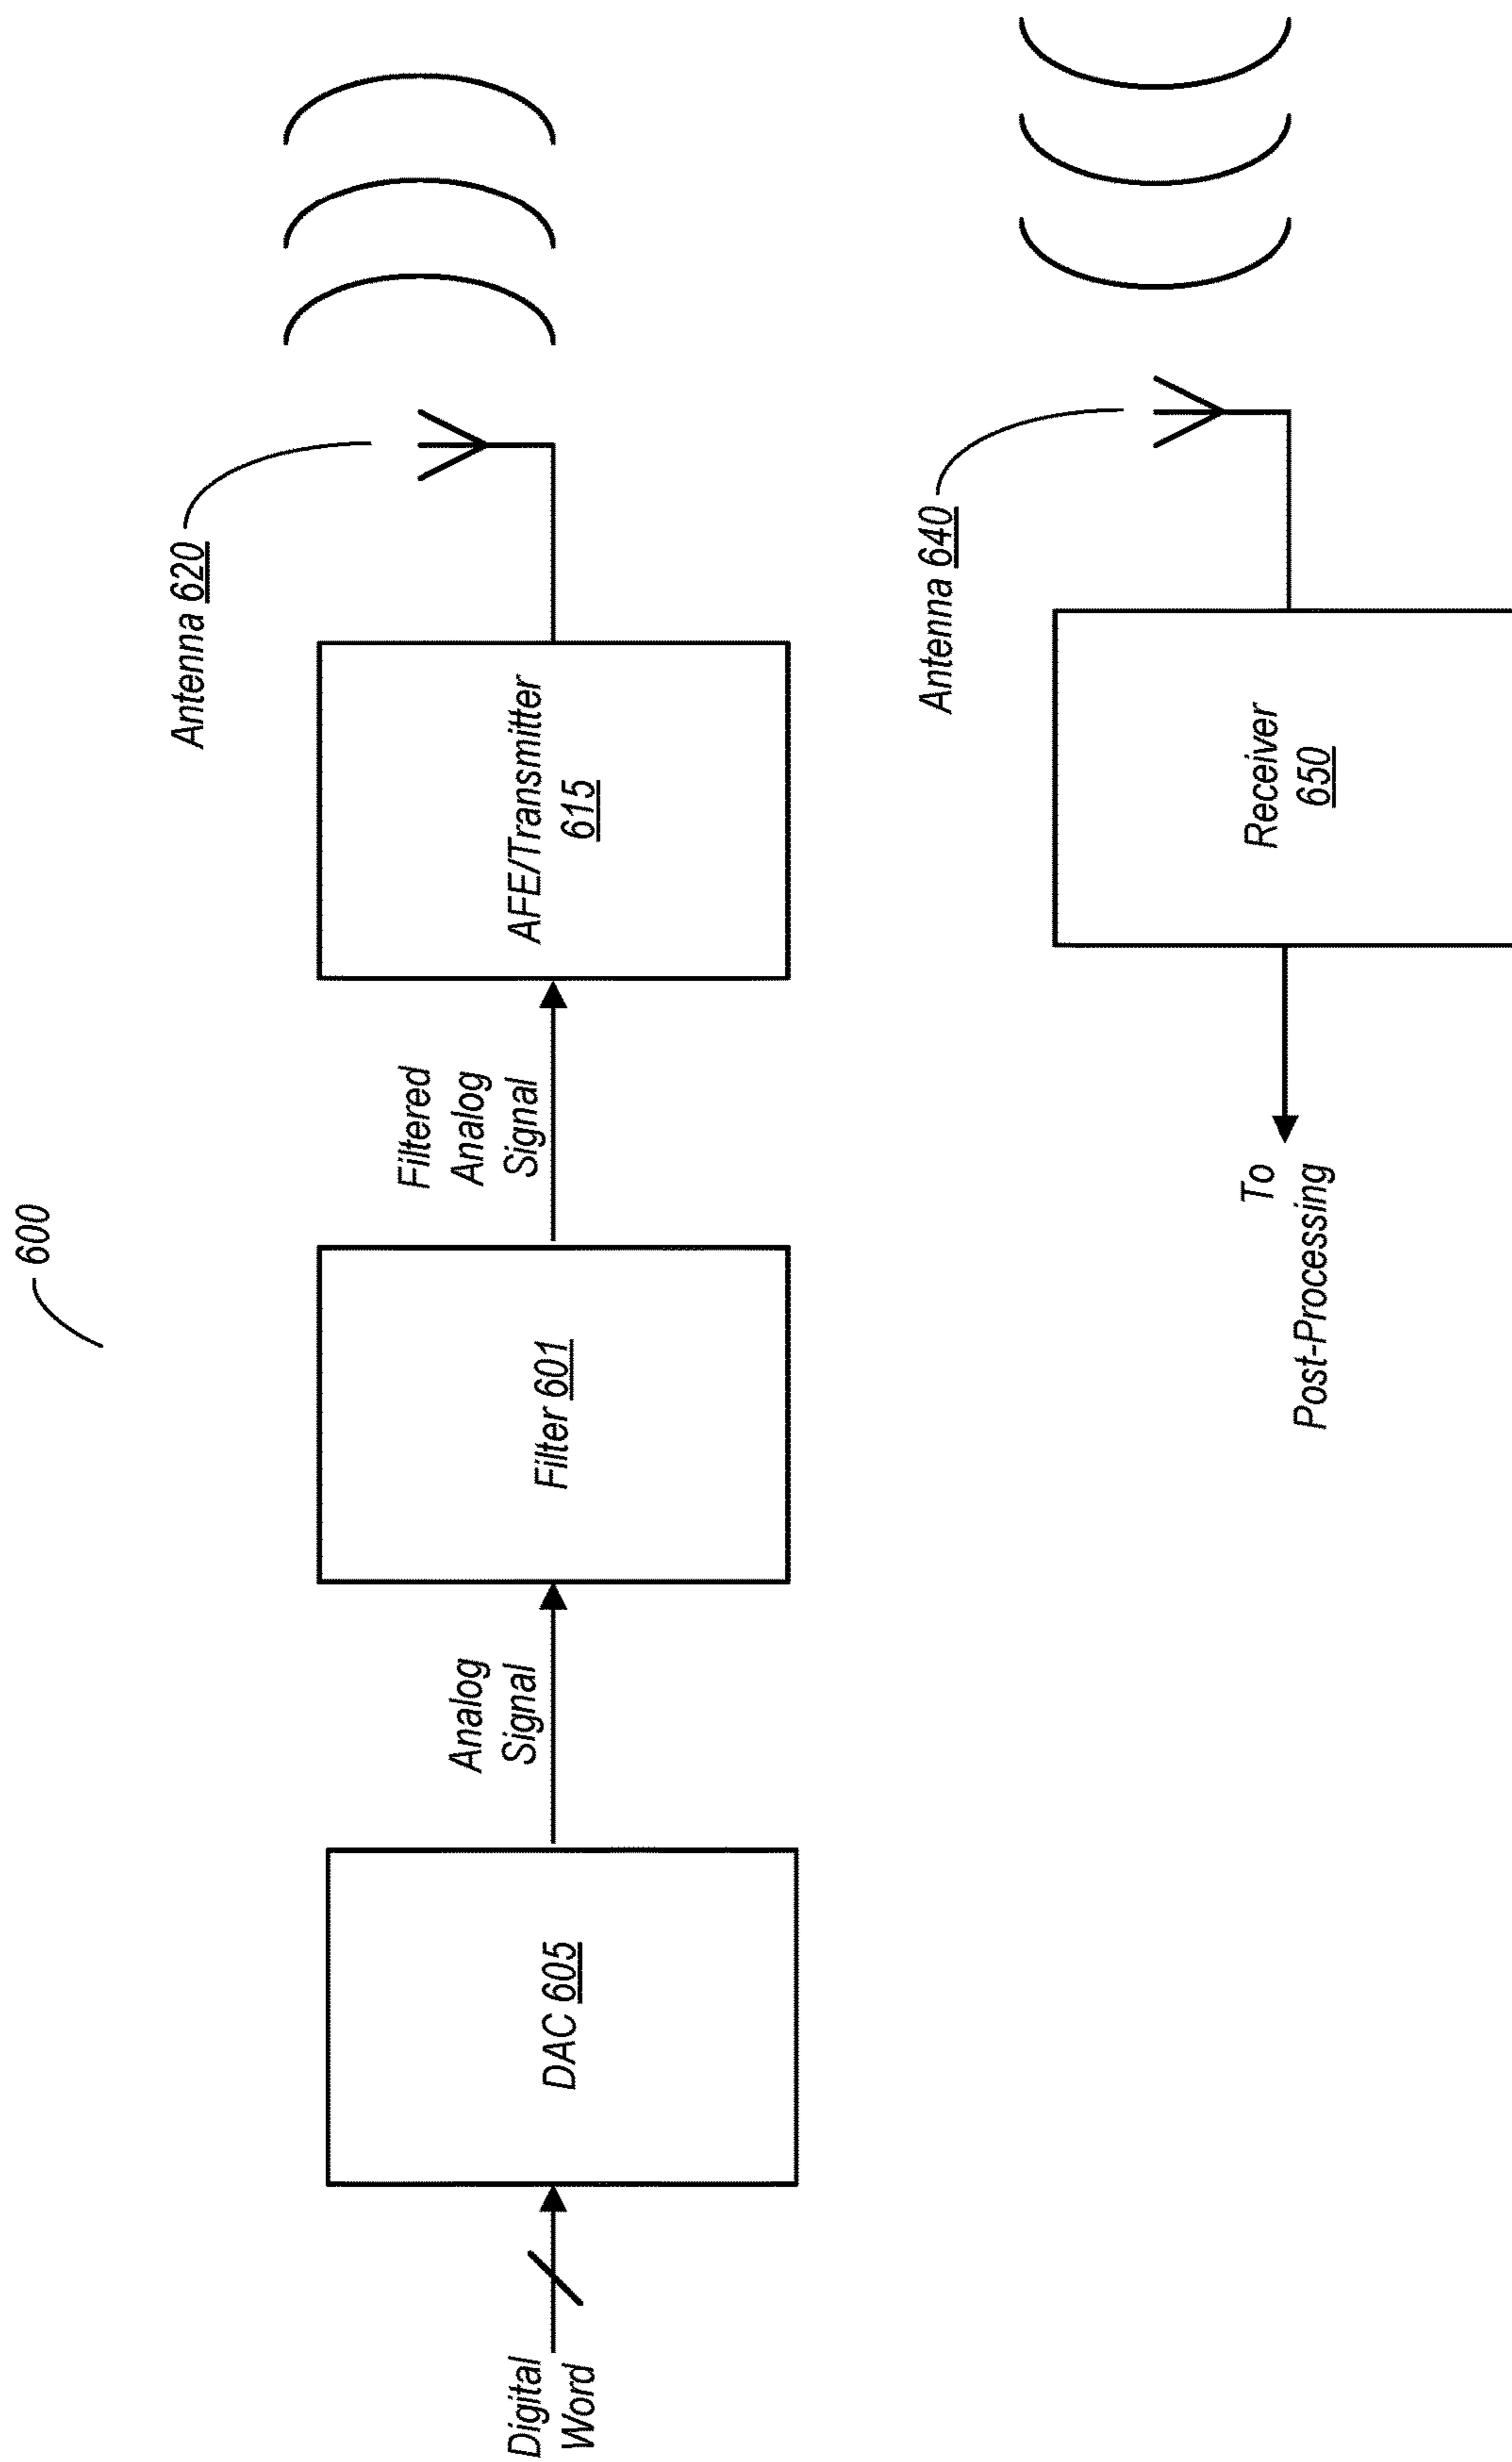 600
Digital
Word
DAC 605
Analog
Signal
Filter 601
Filtered
Analog
Signal
AFE/Transmitter
615
Antenna 620
To
Post-Processing
Receiver
650
Antenna 640